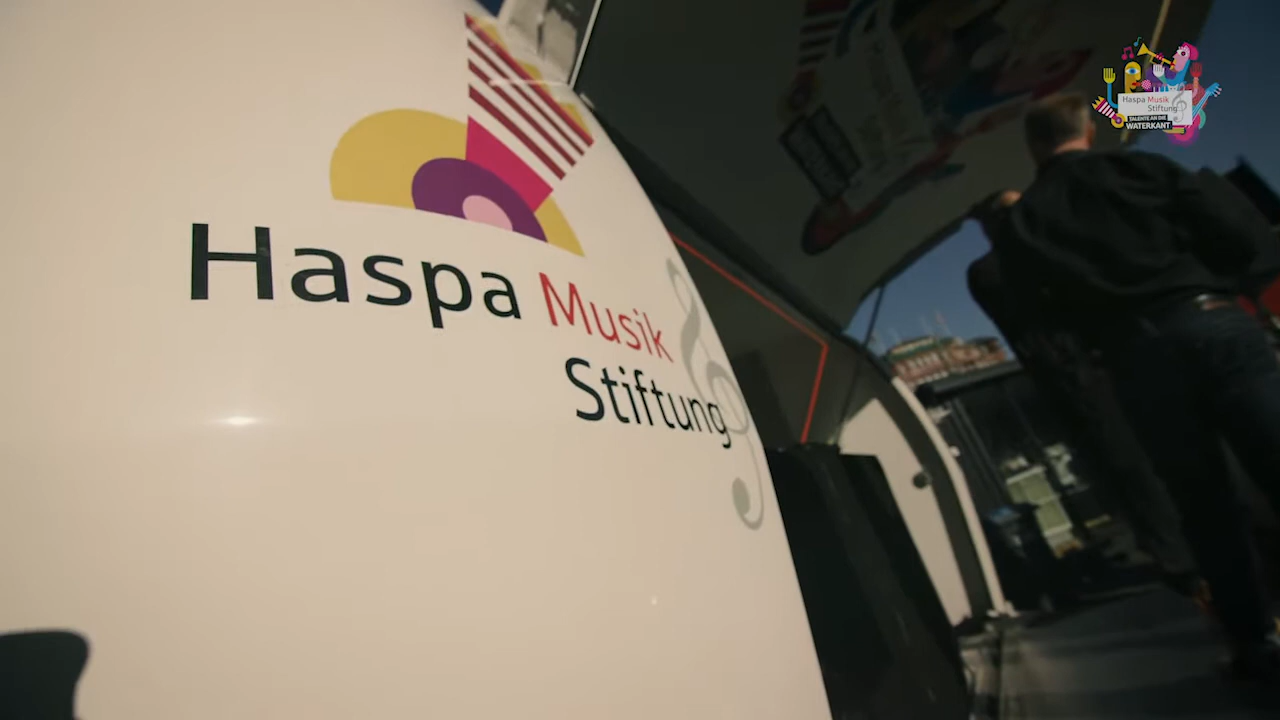 Haspa Musik
Stiftung
Haspa Musik
Stiftung
TALENTE AN DIE
WATERKANT